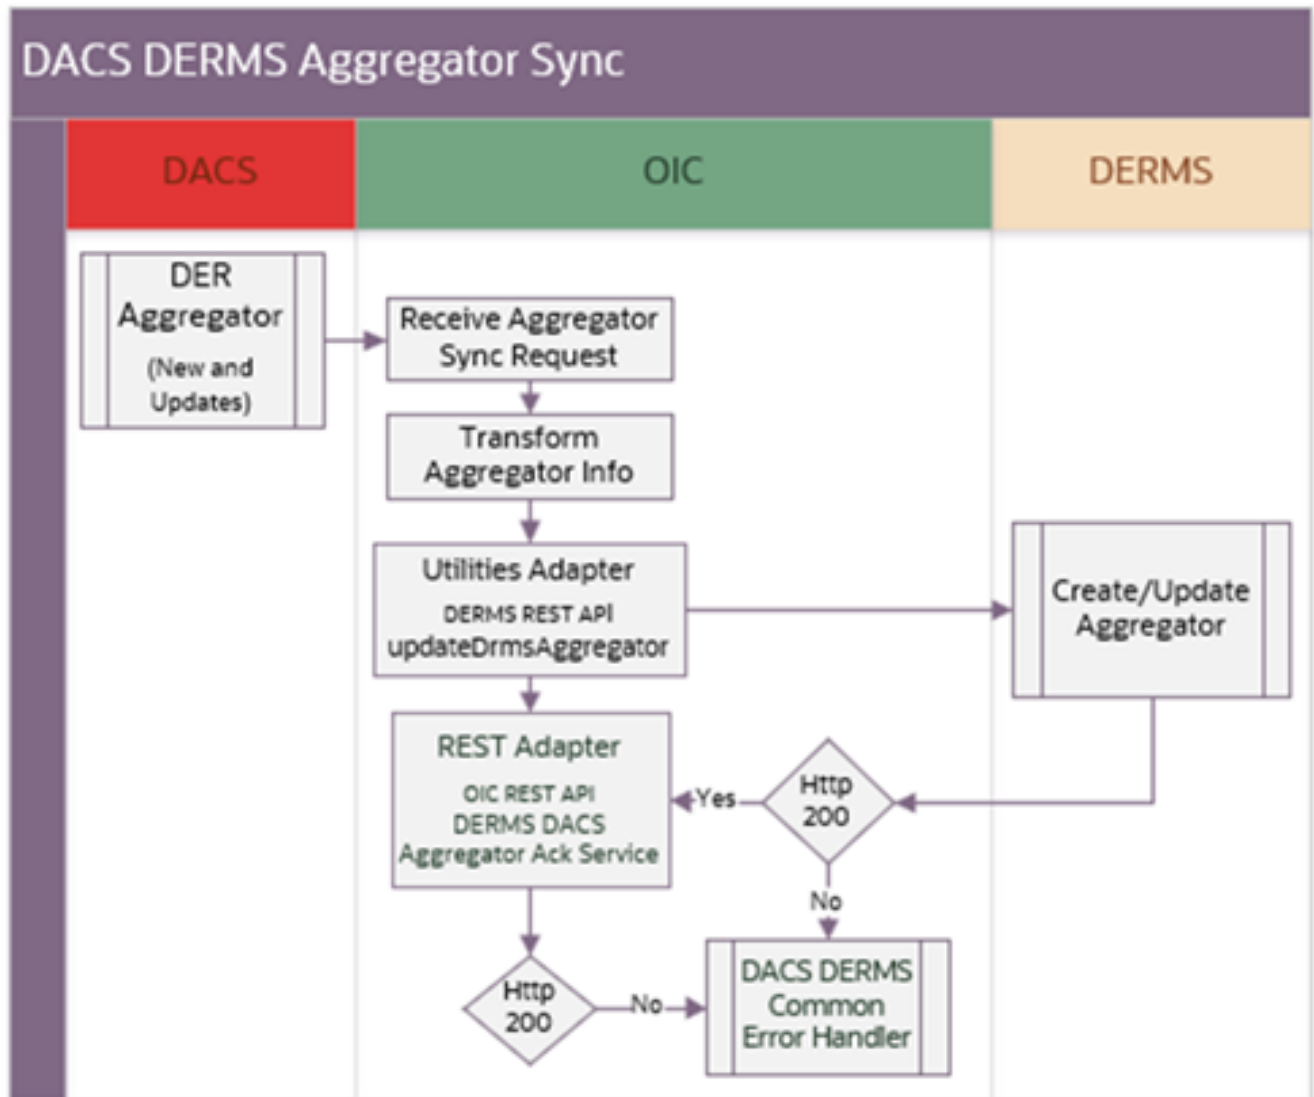 DACS DERMS Aggregator Sync
DACS
OIC
DERMS
DER
Aggregator
(New and
Updates)
Receive Aggregator
Sync Request
Transform
Aggregator Info
Utilities Adapter
DERMS REST API
updateDrmsAggregator
Create/Update
Aggregator
REST Adapter
OIC REST API
DERMS DACS
Aggregator Ack Service
Yes
Http
200
No
Http
200
No
DACS DERMS
Common
Error Handler